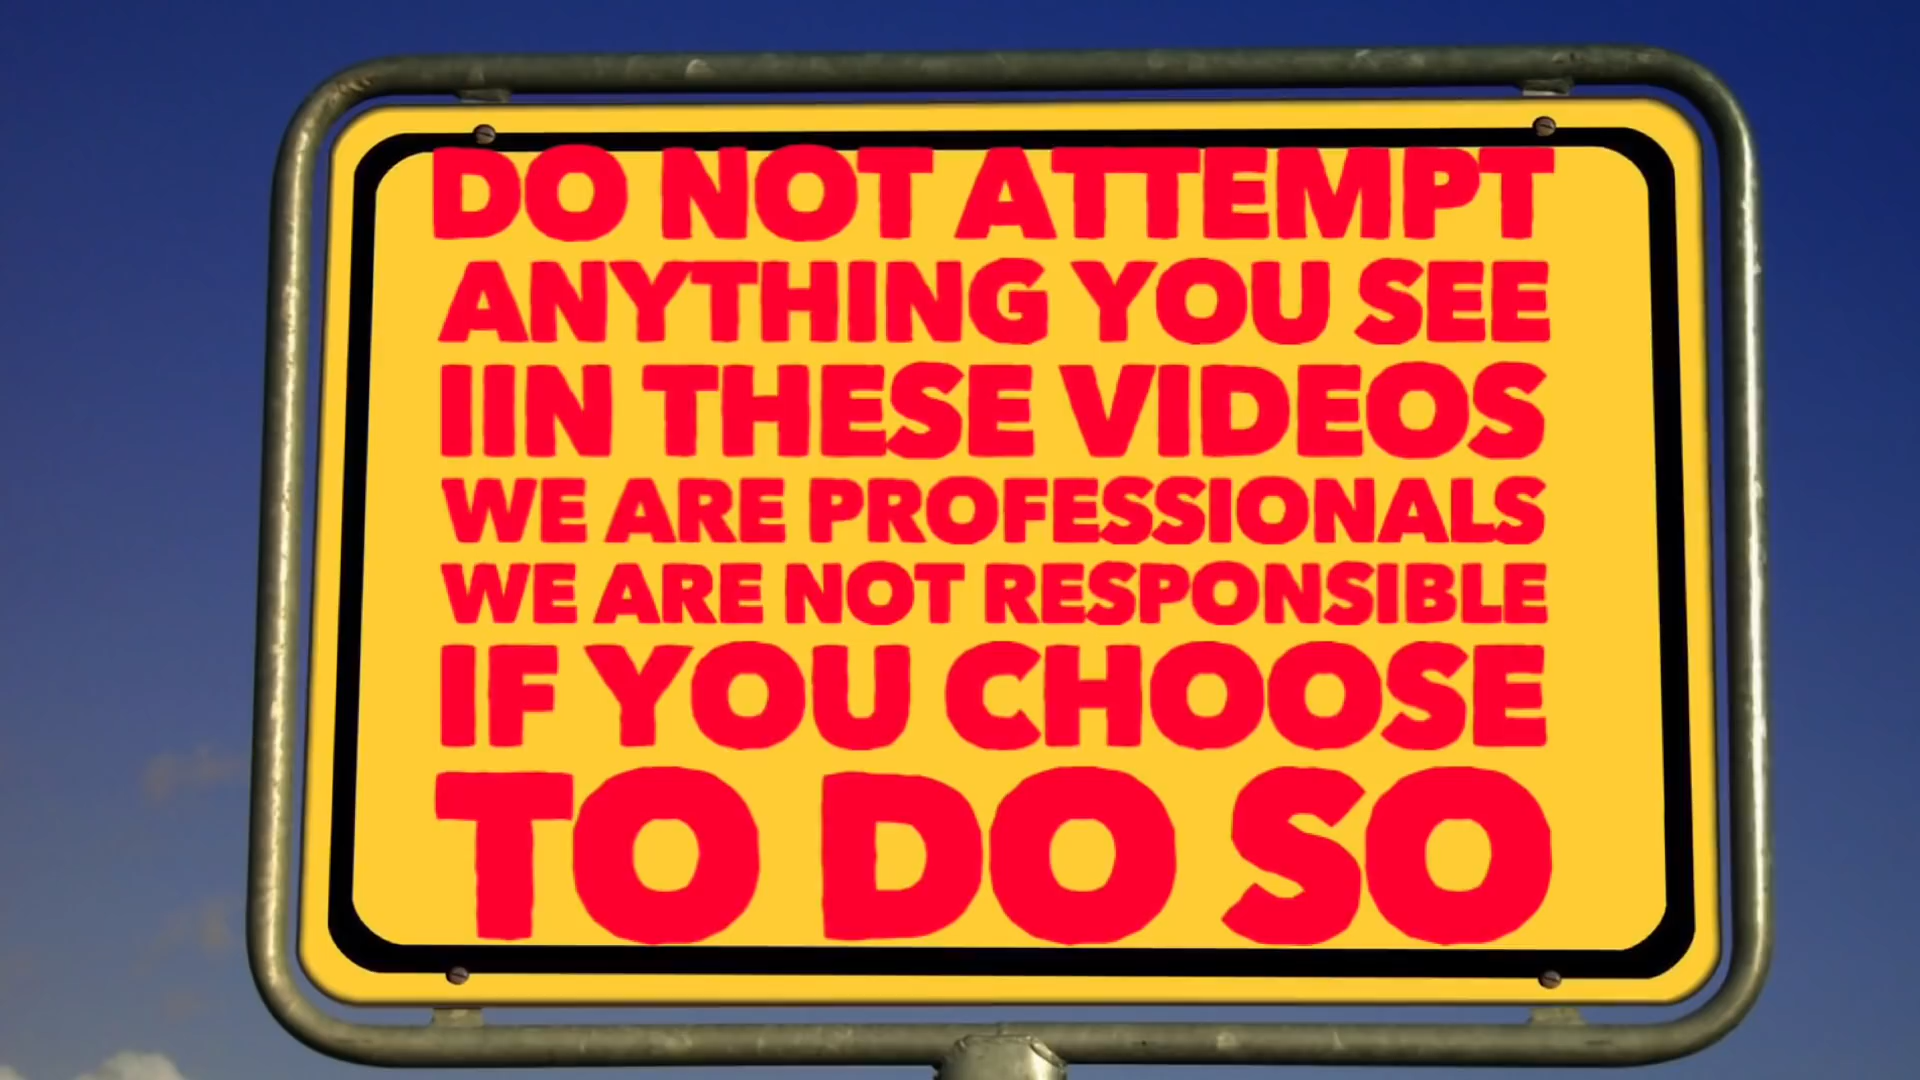 DO NOT ATTEMPT
ANYTHING YOU SEE
IIN THESE VIDEOS
WE ARE PROFESSIONALS
WE ARE NOT RESPONSIBLE
IF YOU CHOOSE
TO DO SO